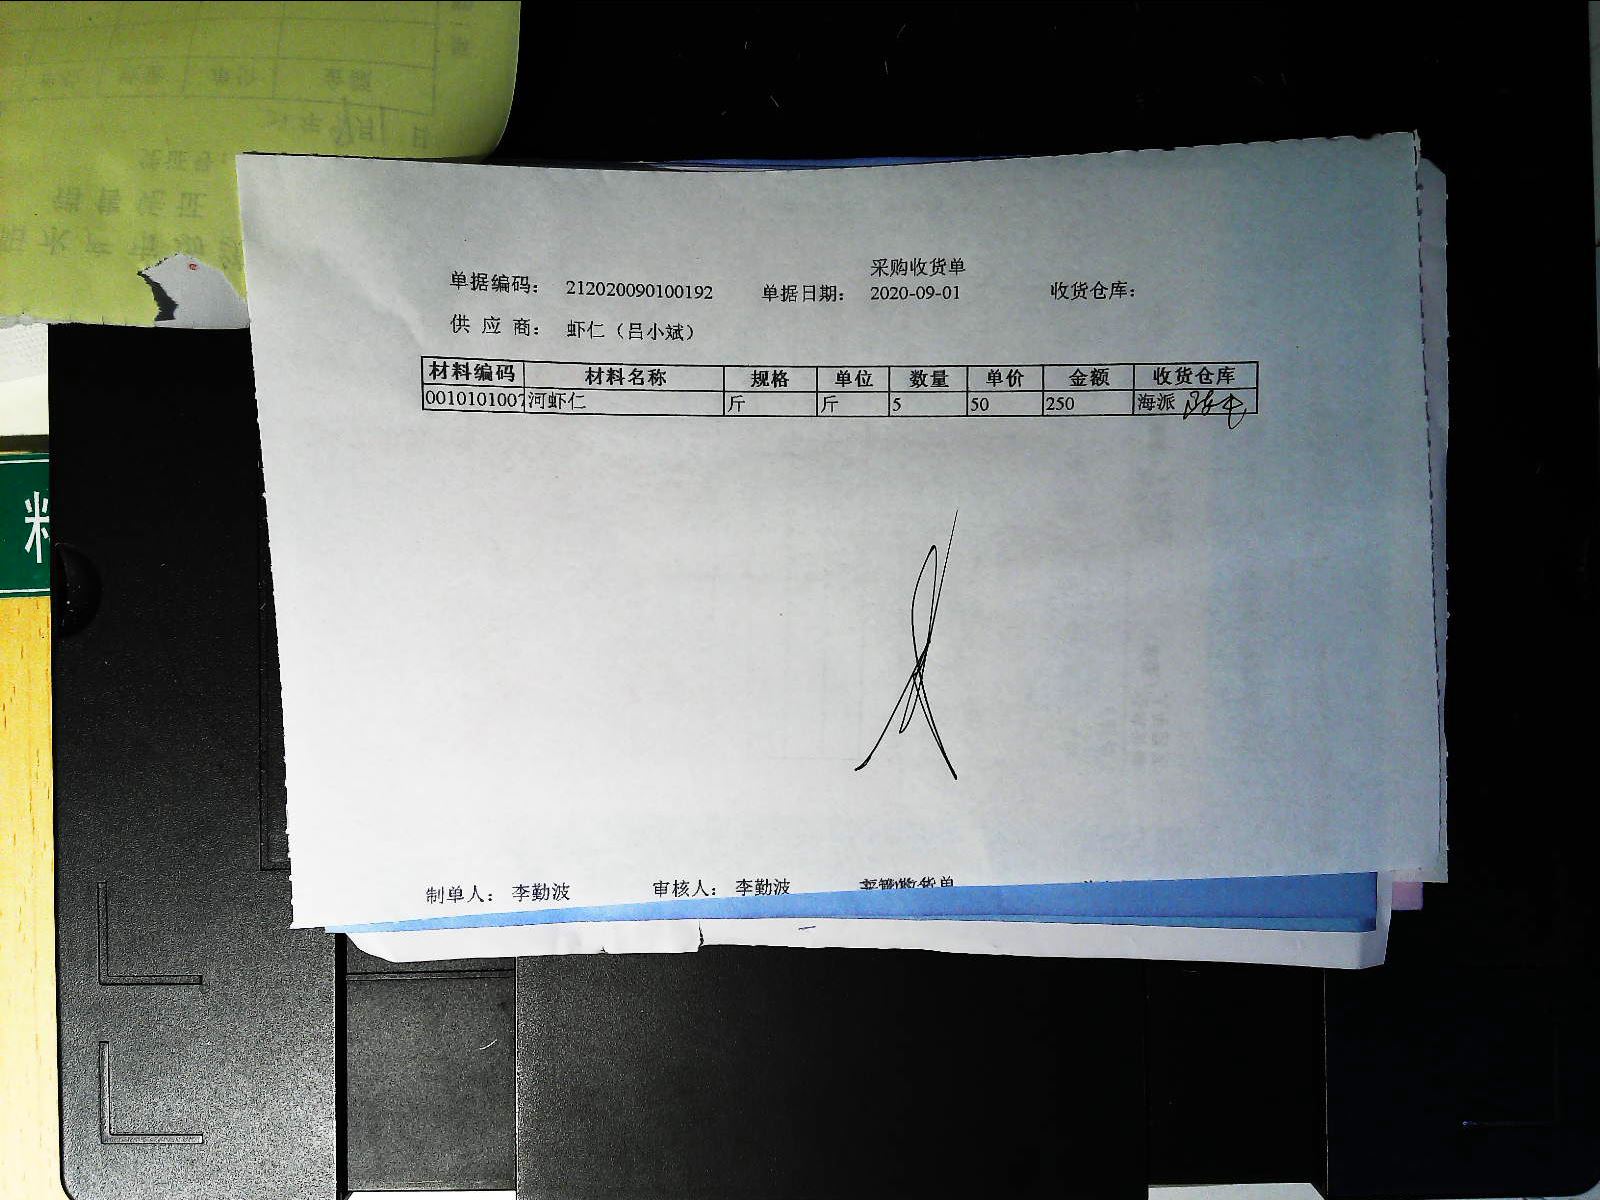 采购收货单
单据编码: 212020090100192 单据日期: 2020-09-01 收货仓库:
供 应 商: 虾仁（吕小斌）
材料编码 材料名称 规格 单位 数量 单价 金额 收货仓库
0010101007 河虾仁 斤 斤 5 50 250 海派
制单人: 李勤波 审核人: 李勤波